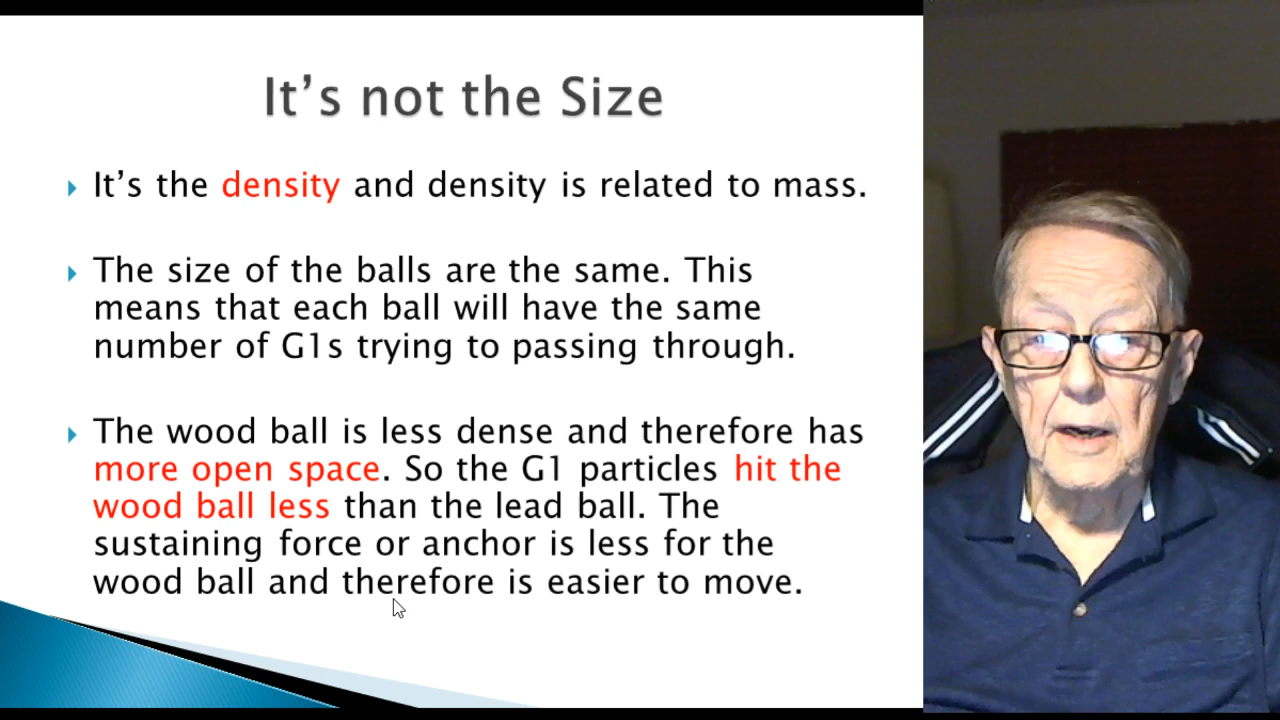 It's not the Size
It's the density and density is related to mass.
The size of the balls are the same. This
means that each ball will have the same
number of G1s trying to passing through.
The wood ball is less dense and therefore has
more open space. So the G1 particles hit the
wood ball less than the lead ball. The
sustaining force or anchor is less for the
wood ball and therefore is easier to move.